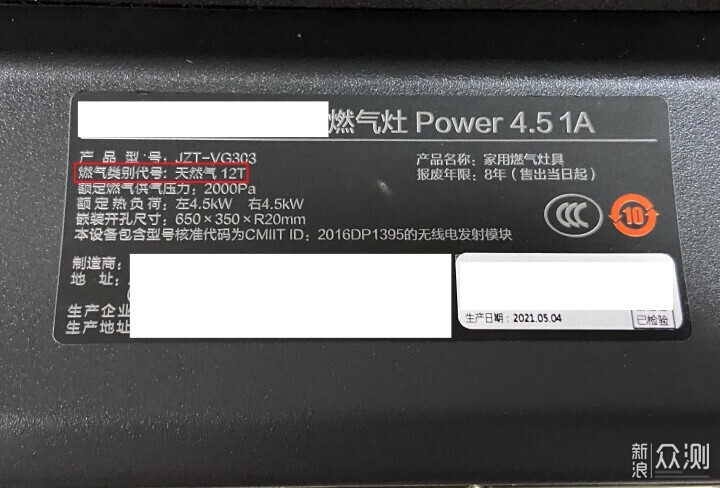 燃气灶 Power 4.5 1A
产品型号: JZT-VG303
产品名称: 家用燃气灶具
燃气类别代号: 天然气 12T
报废年限: 8年 (售出当日起)
额定燃气供气压力: 2000Pa
额定热负荷: 左4.5kW 右4.5kW
嵌装开孔尺寸: 650×350×R20mm
本设备包含型号核准代码为CMIIT ID: 2016DP1395的无线电发射模块
CCC
10
制造商:
地 址:
生产企业
生产地址
生产日期: 2021.05.04
已检验
新浪众测